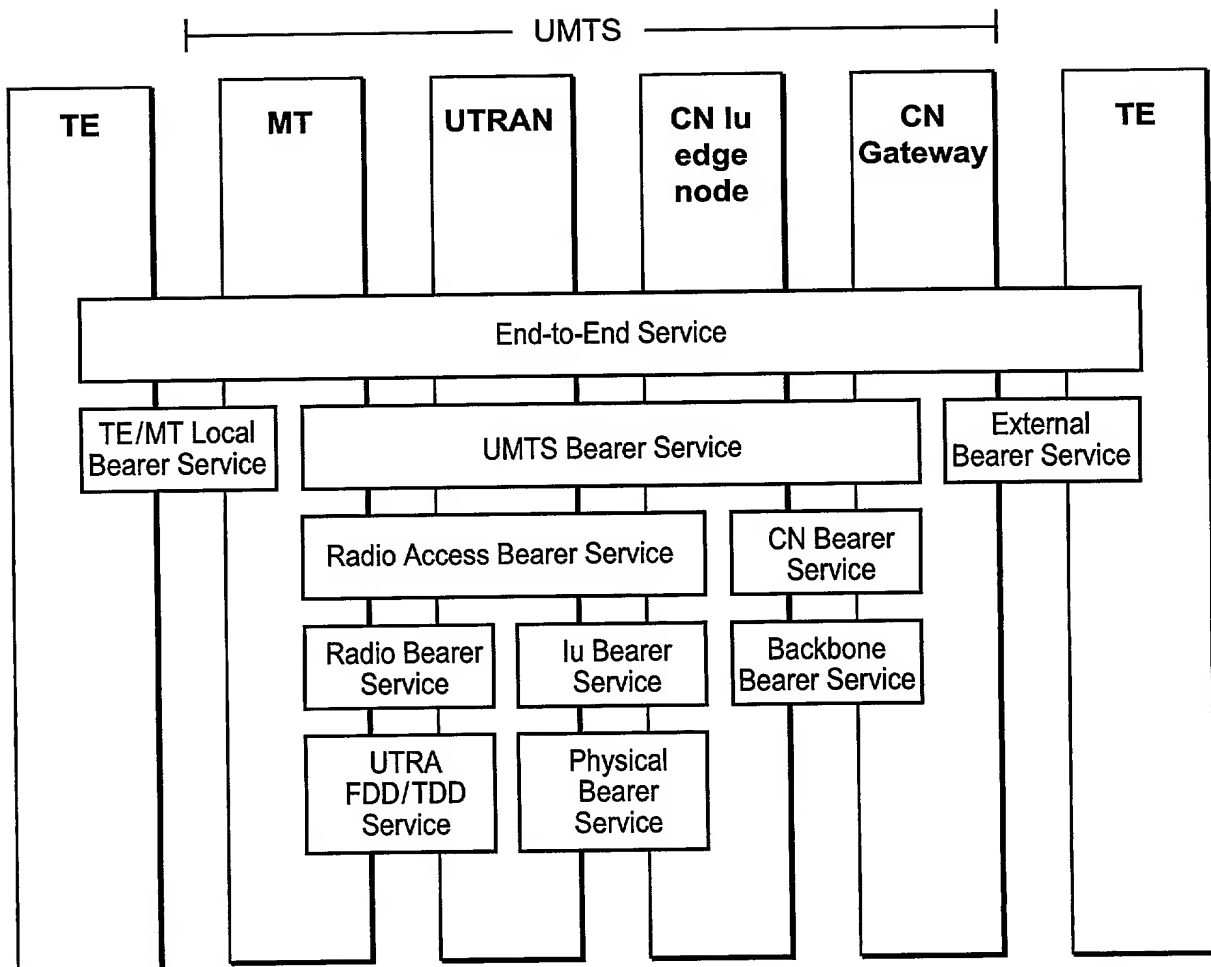 UMTS
TE
MT
UTRAN
CN Iu
edge
node
CN
Gateway
TE
End-to-End Service
TE/MT Local
Bearer Service
UMTS Bearer Service
External
Bearer Service
Radio Access Bearer Service
CN Bearer
Service
Radio Bearer
Service
Iu Bearer
Service
Backbone
Bearer Service
UTRA
FDD/TDD
Service
Physical
Bearer
Service